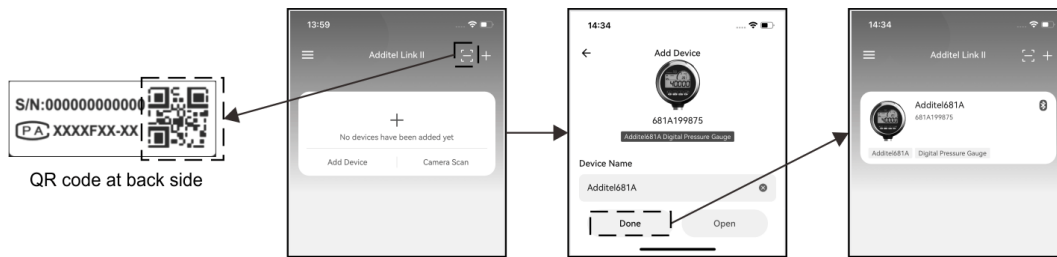 S/N:000000000000
PA XXXXFXX-XX
QR code at back side
13:59
Additel Link II
No devices have been added yet
Add Device
Camera Scan
14:34
Add Device
681A199875
Additel681A Digital Pressure Gauge
Device Name
Additel681A
Done
Open
14:34
Additel Link II
Additel681A
681A199875
Additel681A
Digital Pressure Gauge